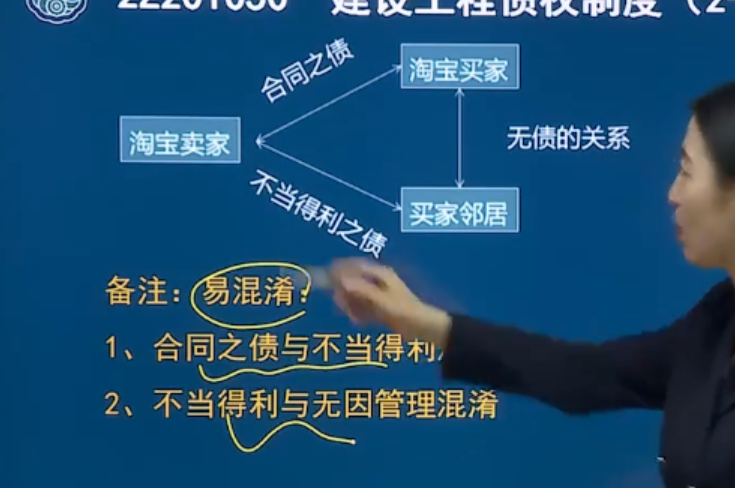 22201030 建设工程债权制度（2-
合同之债
淘宝买家
淘宝卖家
无债的关系
不当得利之债
买家邻居
备注：易混淆：
1、合同之债与不当得利
2、不当得利与无因管理混淆